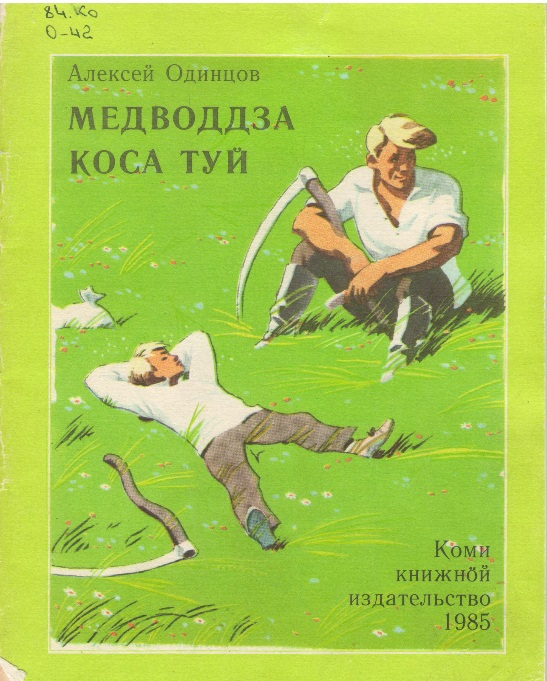 84.Ко
О-42
Алексей Одинцов
МЕДВОДДЗА
КОСА ТУЙ
Коми
книжнӧй
издательство
1985